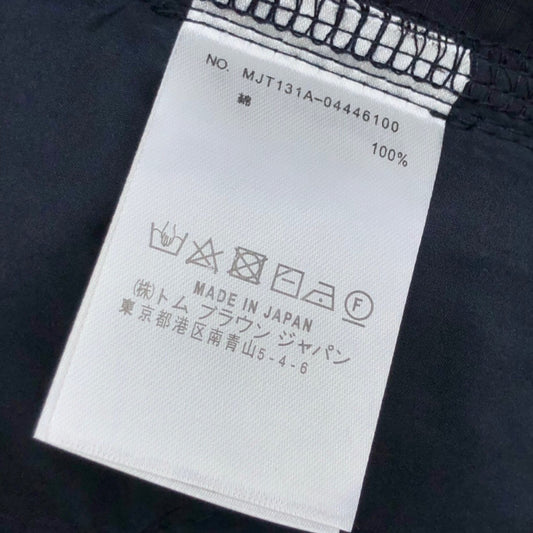 NO. MJT131A-04446100
綿
100%
F
MADE IN JAPAN
(株)トム ブラウン ジャパン
東京都港区南青山5-4-6